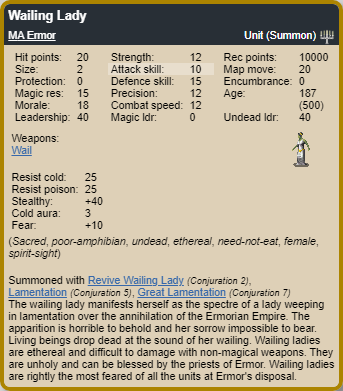 Wailing Lady
MA Ermor Unit (Summon)
Hit points: 20 Strength: 12 Rec points: 10000
Size: 2 Attack skill: 10 Map move: 20
Protection: 0 Defence skill: 15 Encumbrance: 0
Magic res: 15 Precision: 12 Age: 187
Morale: 18 Combat speed: 12 (500)
Leadership: 40 Magic ldr: 0 Undead ldr: 40
Weapons:
Wail
Resist cold: 25
Resist poison: 25
Stealthy: +40
Cold aura: 3
Fear: +10
(Sacred, poor-amphibian, undead, ethereal, need-not-eat, female,
spirit-sight)
Summoned with Revive Wailing Lady (Conjuration 2),
Lamentation (Conjuration 5), Great Lamentation (Conjuration 7)
The wailing lady manifests herself as the spectre of a lady weeping
in lamentation over the annihilation of the Ermorian Empire. The
apparition is horrible to behold and her sorrow impossible to bear.
Living beings drop dead at the sound of her wailing. Wailing ladies
are ethereal and difficult to damage with non-magical weapons. They
are unholy and can be blessed by the priests of Ermor. Wailing ladies
are rightly the most feared of all the units at Ermor's disposal.